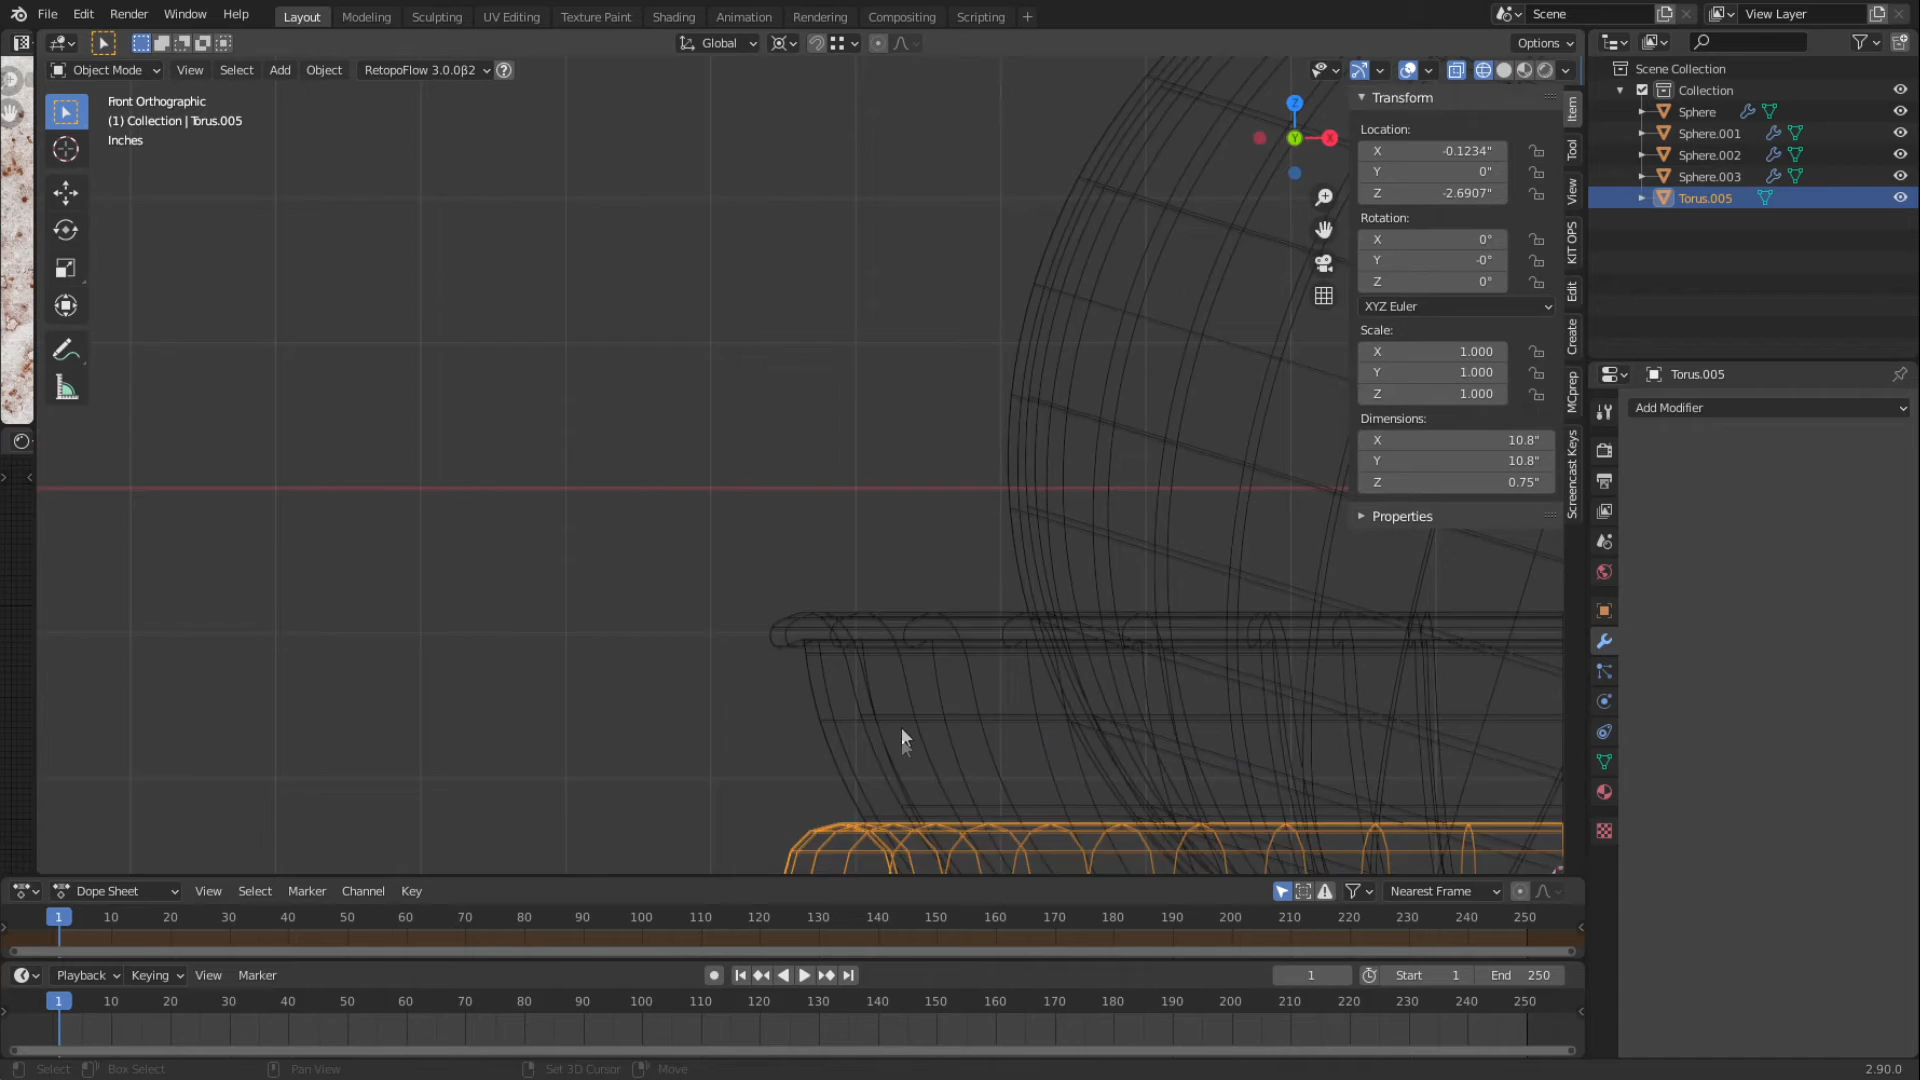 File Edit Render Window Help Layout Modeling Sculpting UV Editing Texture Paint Shading Animation Rendering Compositing Scripting + Scene View Layer
Global Options
Object Mode View Select Add Object RetopoFlow 3.0.0β2 ?
Front Orthographic
(1) Collection | Torus.005
Inches
Z
Y
X
Transform
Location:
X -0.1234"
Y 0"
Z -2.6907"
Rotation:
X 0°
Y -0°
Z 0°
XYZ Euler
Scale:
X 1.000
Y 1.000
Z 1.000
Dimensions:
X 10.8"
Y 10.8"
Z 0.75"
Properties
Item
Tool
View
KIT OPS
Edit
Create
MCprep
Screencast Keys
Scene Collection
Collection
Sphere
Sphere.001
Sphere.002
Sphere.003
Torus.005
Torus.005
Add Modifier
Dope Sheet View Select Marker Channel Key Nearest Frame
1 10 20 30 40 50 60 70 80 90 100 110 120 130 140 150 160 170 180 190 200 210 220 230 240 250
Playback Keying View Marker 1 Start 1 End 250
1 10 20 30 40 50 60 70 80 90 100 110 120 130 140 150 160 170 180 190 200 210 220 230 240 250
Select Box Select Pan View Set 3D Cursor Move 2.90.0